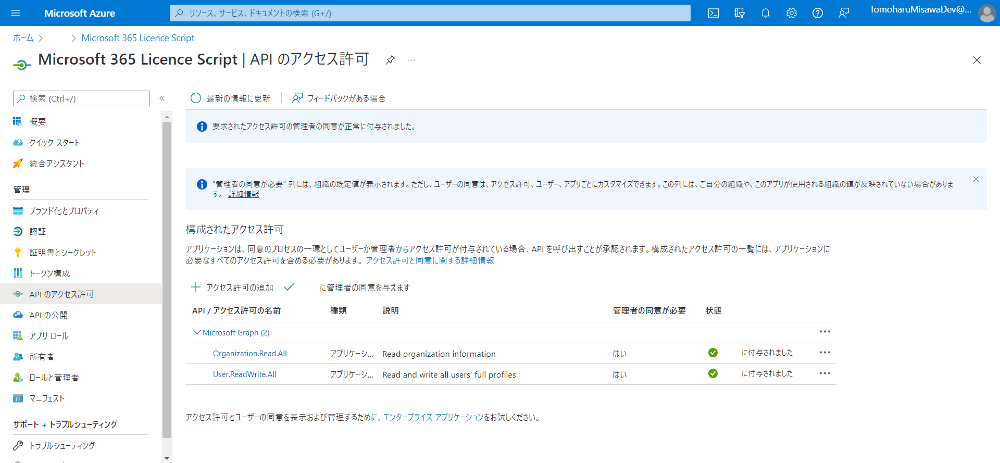 Microsoft Azure
リソース、サービス、ドキュメントの検索 (G+/)
TomoharuMisawaDev@...
ホーム
Microsoft 365 Licence Script
Microsoft 365 Licence Script | API のアクセス許可
検索 (Ctrl+/)
概要
クイック スタート
統合アシスタント
管理
ブランド化とプロパティ
認証
証明書とシークレット
トークン構成
API のアクセス許可
API の公開
アプリ ロール
所有者
ロールと管理者
マニフェスト
サポート + トラブルシューティング
トラブルシューティング
最新の情報に更新
フィードバックがある場合
要求されたアクセス許可の管理者の同意が正常に付与されました。
"管理者の同意が必要" 列には、組織の既定値が表示されます。ただし、ユーザーの同意は、アクセス許可、ユーザー、アプリごとにカスタマイズできます。この列には、ご自分の組織や、このアプリが使用される組織の値が反映されていない場合がありま
す。 詳細情報
構成されたアクセス許可
アプリケーションは、同意のプロセスの一環としてユーザーか管理者からアクセス許可が付与されている場合、API を呼び出すことが承認されます。構成されたアクセス許可の一覧には、アプリケーションに
必要なすべてのアクセス許可を含める必要があります。 アクセス許可と同意に関する詳細情報
アクセス許可の追加
に管理者の同意を与えます
API / アクセス許可の名前 種類 説明 管理者の同意が必要 状態
Microsoft Graph (2)
Organization.Read.All アプリケーシ... Read organization information はい に付与されました
User.ReadWrite.All アプリケーシ... Read and write all users' full profiles はい に付与されました
アクセス許可とユーザーの同意を表示および管理するために、エンタープライズ アプリケーションをお試しください。